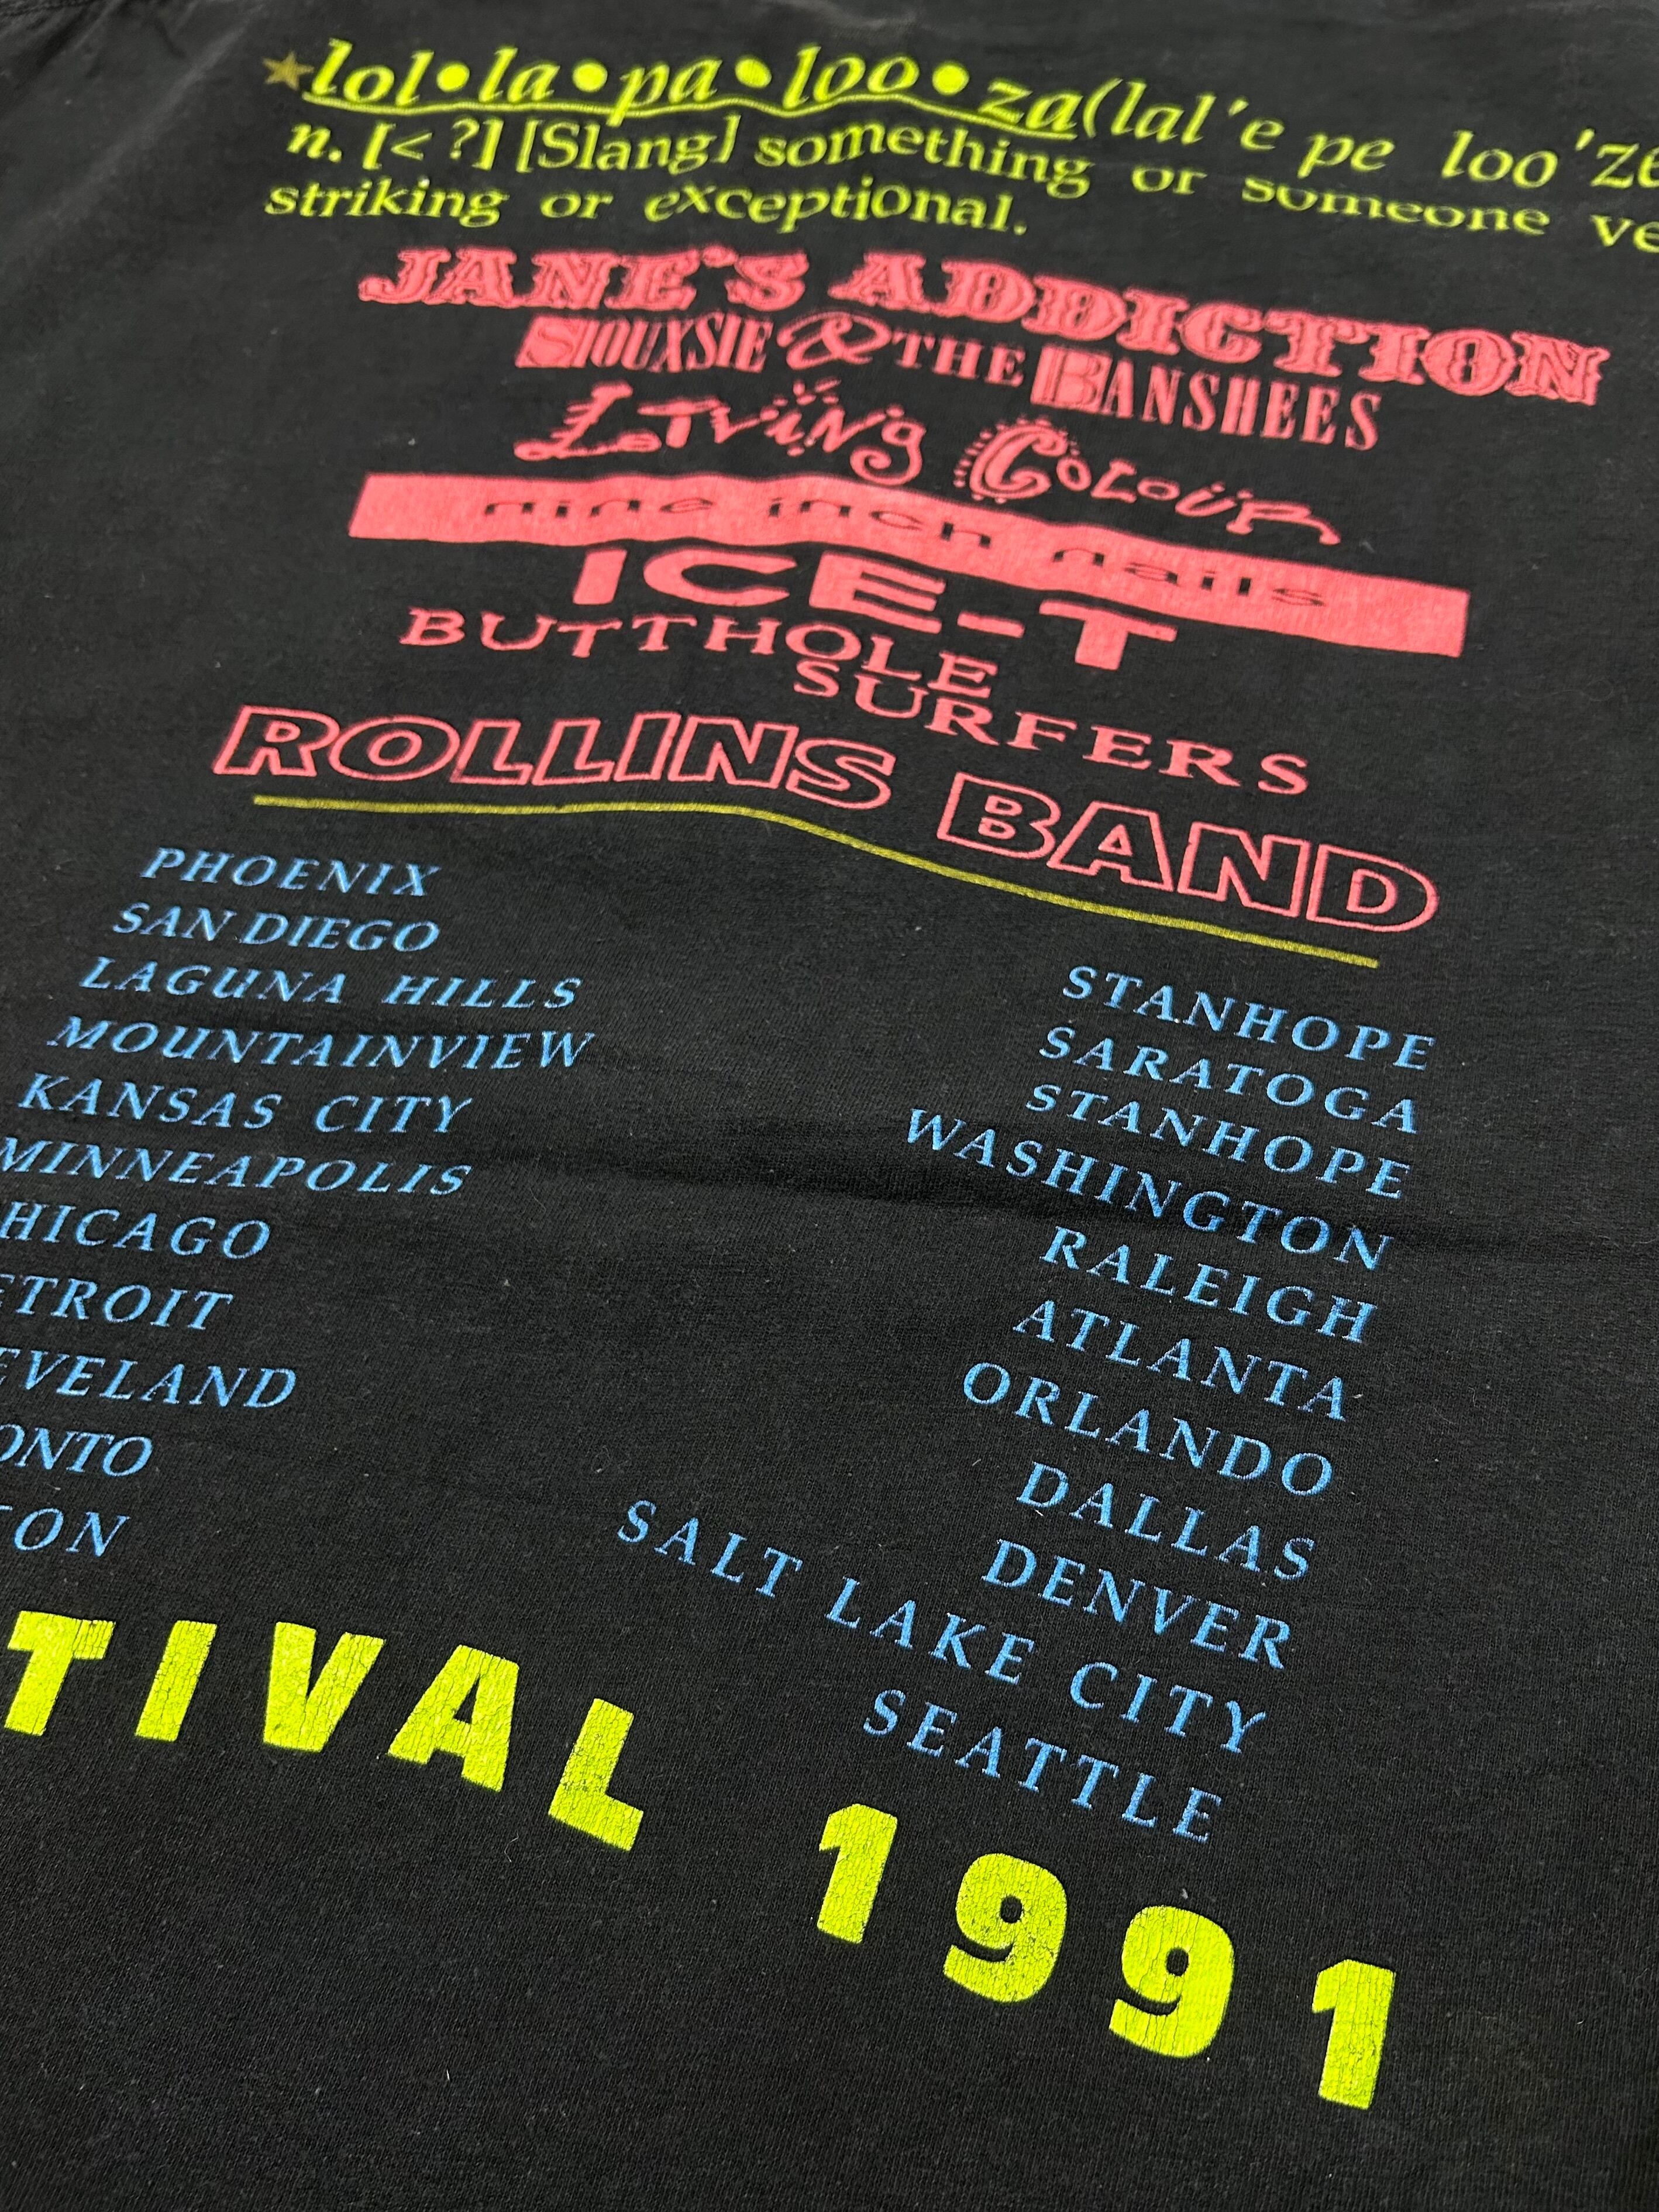 lol•la•pa•loo•za(lal'e pe loo'ze
n. [< ?] [Slang] something or someone ve
striking or exceptional.
JANE'S ADDICTION
SIOUXSIE & THE BANSHEES
LIVING COLOUR
nine inch nails
ICE-T
BUTTHOLE
SURFERS
ROLLINS BAND
PHOENIX
SAN DIEGO
LAGUNA HILLS
MOUNTAINVIEW
KANSAS CITY
MINNEAPOLIS
HICAGO
ETROIT
EVELAND
ONTO
TON
STANHOPE
SARATOGA
STANHOPE
WASHINGTON
RALEIGH
ATLANTA
ORLANDO
DALLAS
DENVER
SALT LAKE CITY
SEATTLE
TIVAL 1991